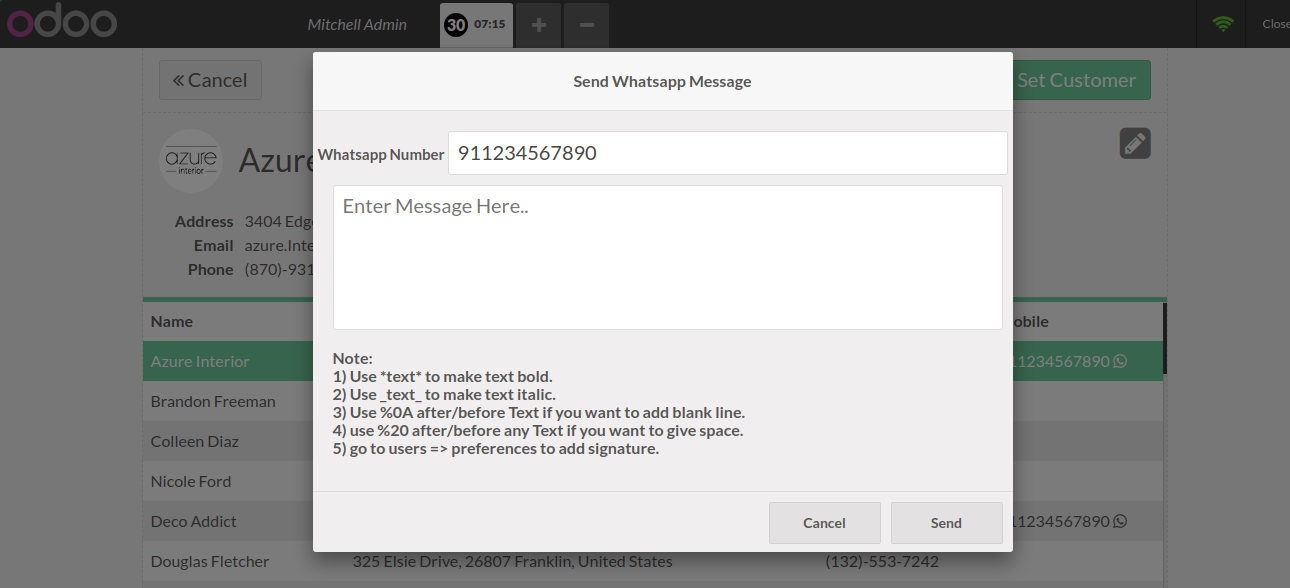 odoo
Mitchell Admin
30 07:15
+
−
Close
« Cancel
Set Customer
Send Whatsapp Message
Whatsapp Number 911234567890
Enter Message Here..
azure
interior
Azure
Address 3404
Email azure.Inte
Phone (870)-931
Note:
1) Use *text* to make text bold.
2) Use _text_ to make text italic.
3) Use %0A after/before Text if you want to add blank line.
4) use %20 after/before any Text if you want to give space.
5) go to users => preferences to add signature.
Cancel Send
Name obile
Azure Interior 11234567890
Brandon Freeman
Colleen Diaz
Nicole Ford
Deco Addict 11234567890
Douglas Fletcher 325 Elsie Drive, 26807 Franklin, United States (132)-553-7242